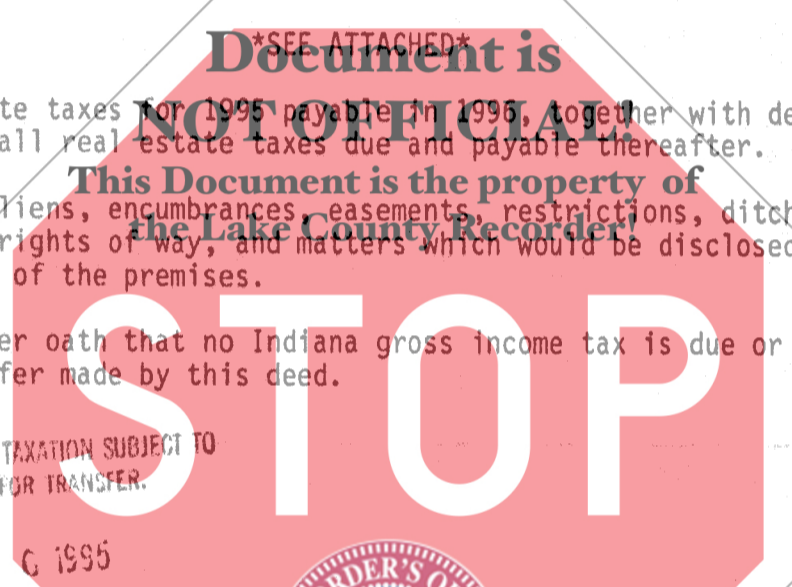 *SEE ATTACHED*
Document is
te taxes for 1995 payable in 1996, together with de
NOT OFFICIAL!
all real estate taxes due and payable thereafter.
This Document is the property of
liens, encumbrances, easements, restrictions, ditch
the Lake County Recorder!
rights of way, and matters which would be disclosed
of the premises.
STOP
er oath that no Indiana gross income tax is due or
fer made by this deed.
TAXATION SUBJECT TO
FOR TRANSFER.
1995
RDER'S O